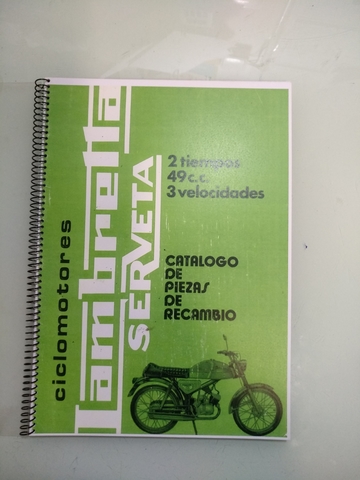 ciclomotores
lambretta
SERVETA
2 tiempos
49 c.c.
3 velocidades
CATALOGO
DE
PIEZAS
DE
RECAMBIO